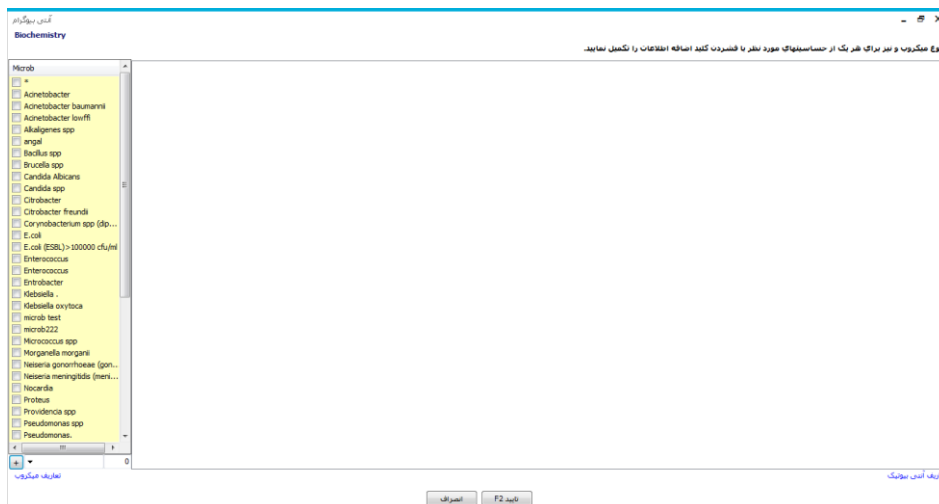 آنتی بیوگرام
Biochemistry
وع میکروب و نیز برای هر یک از حساسیتهای مورد نظر با فشردن کلید اضافه اطلاعات را تکمیل نمایید.
Microb
*
Acinetobacter
Acinetobacter baumannii
Acinetobacter lowffi
Alkaligenes spp
angal
Bacillus spp
Brucella spp
Candida Albicans
Candida spp
Citrobacter
Citrobacter freundii
Corynobacterium spp (dip...
E.coli
E.coli (ESBL)>100000 cfu/ml
Enterococcus
Enterococcus
Entrobacter
Klebsiella .
Klebsiella oxytoca
microb test
microb222
Micrococcus spp
Morganella morganii
Neiseria gonorrhoeae (gon...
Neiseria meningitidis (meni...
Nocardia
Proteus
Providencia spp
Pseudomonas spp
Pseudomonas.
0
تعاریف میکروب
ریف آنتی بیوتیک
انصراف
تایید F2